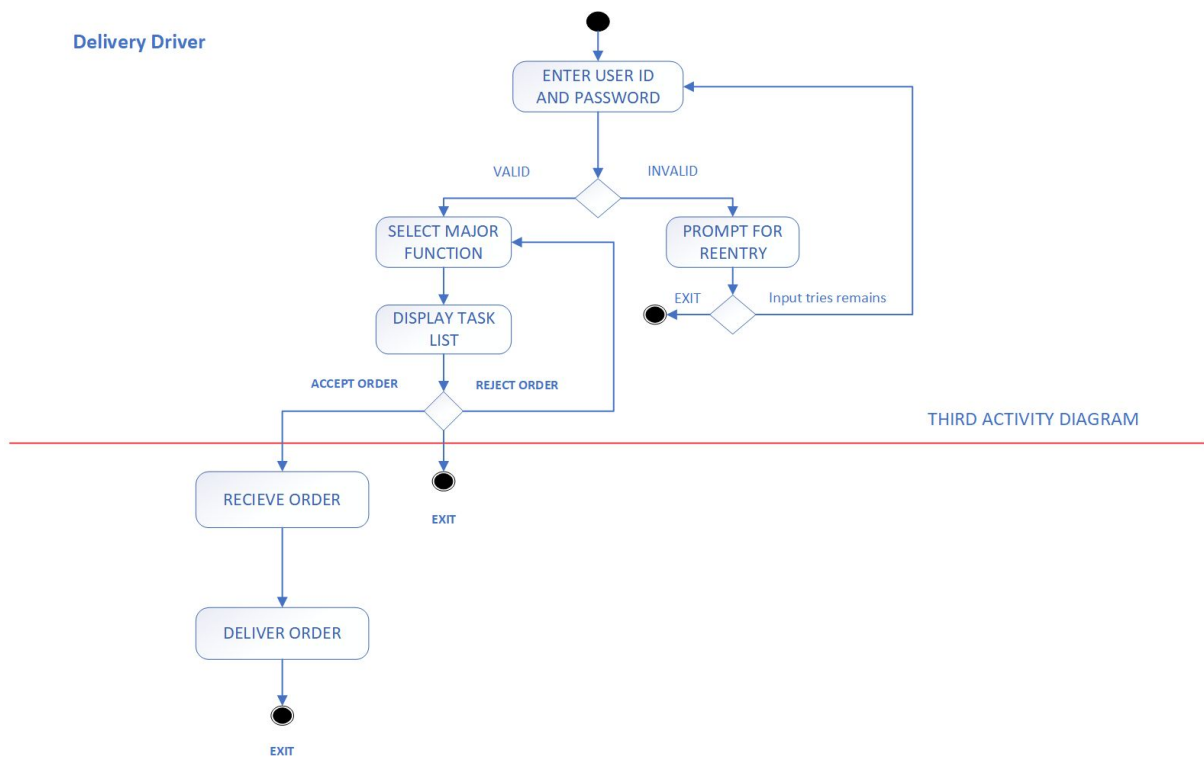 Delivery Driver
ENTER USER ID
AND PASSWORD
VALID
INVALID
SELECT MAJOR
FUNCTION
PROMPT FOR
REENTRY
EXIT
Input tries remains
DISPLAY TASK
LIST
ACCEPT ORDER
REJECT ORDER
THIRD ACTIVITY DIAGRAM
RECIEVE ORDER
EXIT
DELIVER ORDER
EXIT